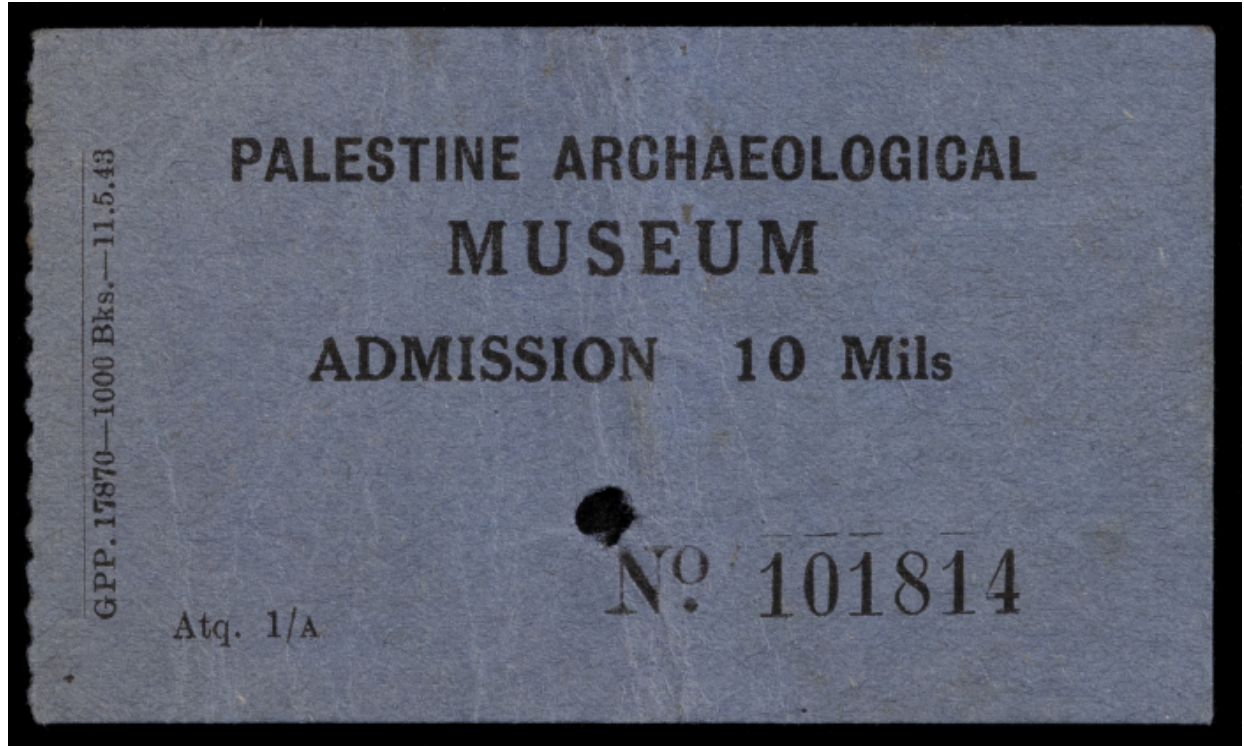 PALESTINE ARCHAEOLOGICAL
MUSEUM
ADMISSION 10 Mils
Nº 101814
Atq. 1/A
GPP. 17870—1000 Bks.—11.5.43